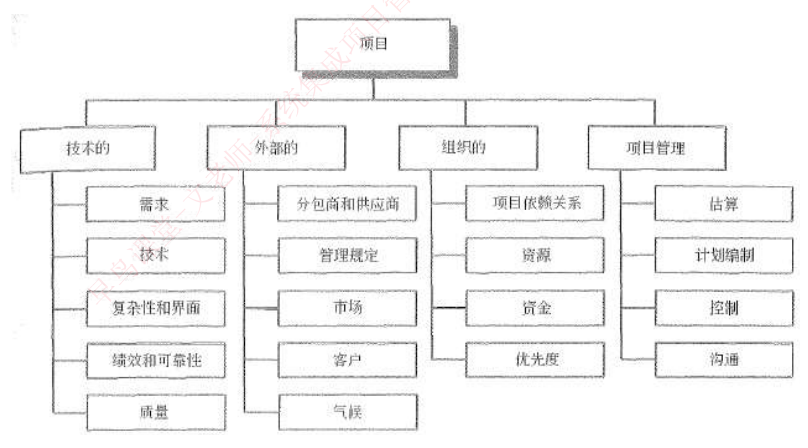 项目
技术的
外部的
组织的
项目管理
需求
分包商和供应商
项目依赖关系
估算
技术
管理规定
资源
计划编制
复杂性和界面
市场
资金
控制
绩效和可靠性
客户
优先度
沟通
质量
气候